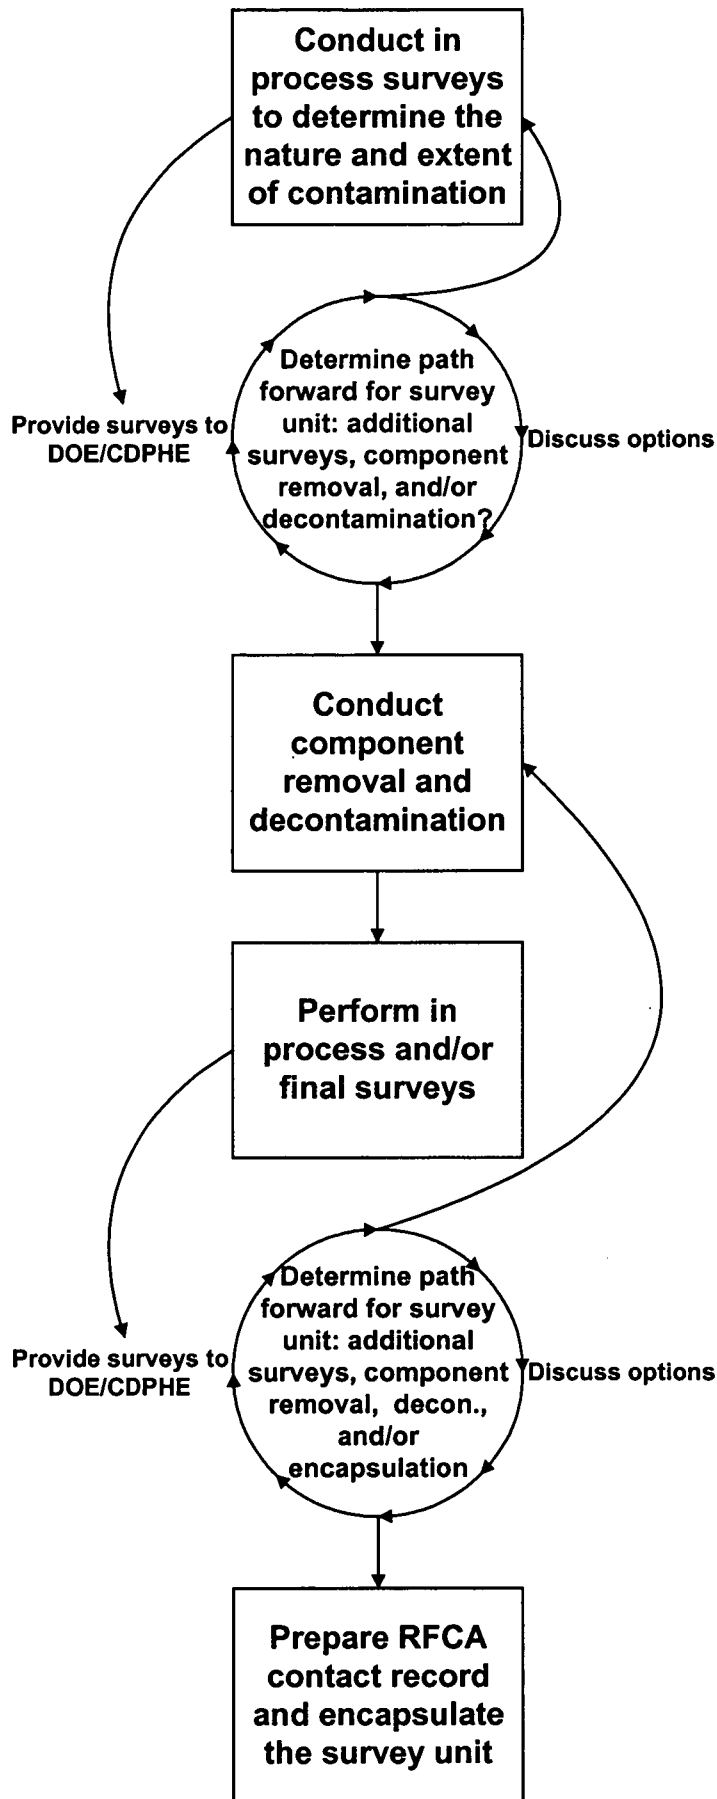 Conduct in
process surveys
to determine the
nature and extent
of contamination
Determine path
forward for survey
unit: additional
surveys, component
removal, and/or
decontamination?
Provide surveys to
DOE/CDPHE
Discuss options
Conduct
component
removal and
decontamination
Perform in
process and/or
final surveys
Determine path
forward for survey
unit: additional
surveys, component
removal, decon.,
and/or
encapsulation
Provide surveys to
DOE/CDPHE
Discuss options
Prepare RFCA
contact record
and encapsulate
the survey unit